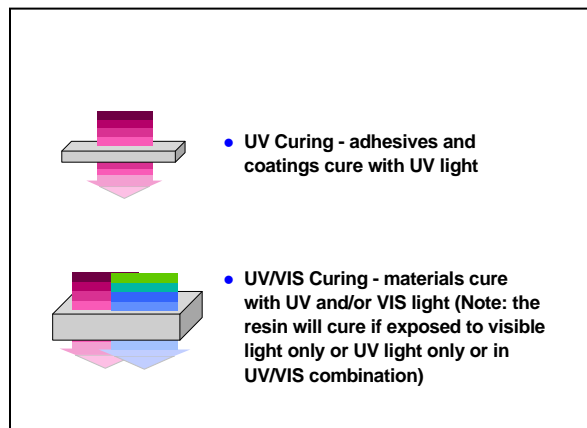 • UV Curing - adhesives and
coatings cure with UV light
• UV/VIS Curing - materials cure
with UV and/or VIS light (Note: the
resin will cure if exposed to visible
light only or UV light only or in
UV/VIS combination)